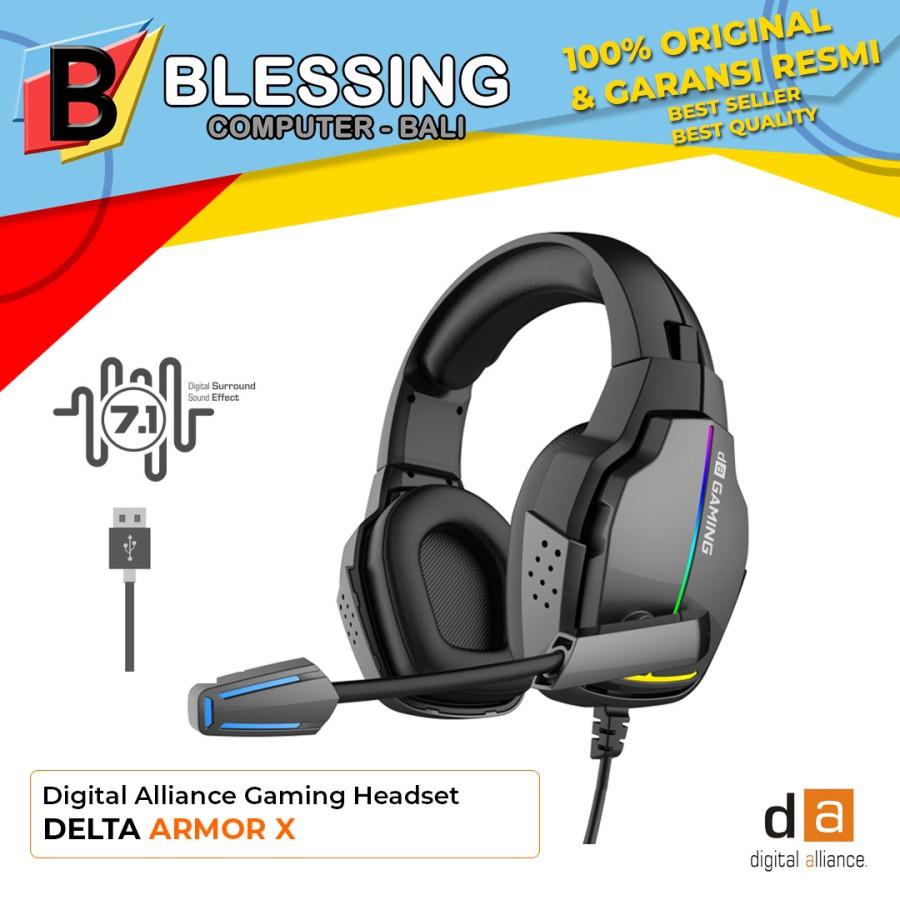 B
BLESSING
COMPUTER - BALI
100% ORIGINAL
& GARANSI RESMI
BEST SELLER
BEST QUALITY
7.1
Digital Surround
Sound Effect
da GAMING
Digital Alliance Gaming Headset
DELTA ARMOR X
da
digital alliance.